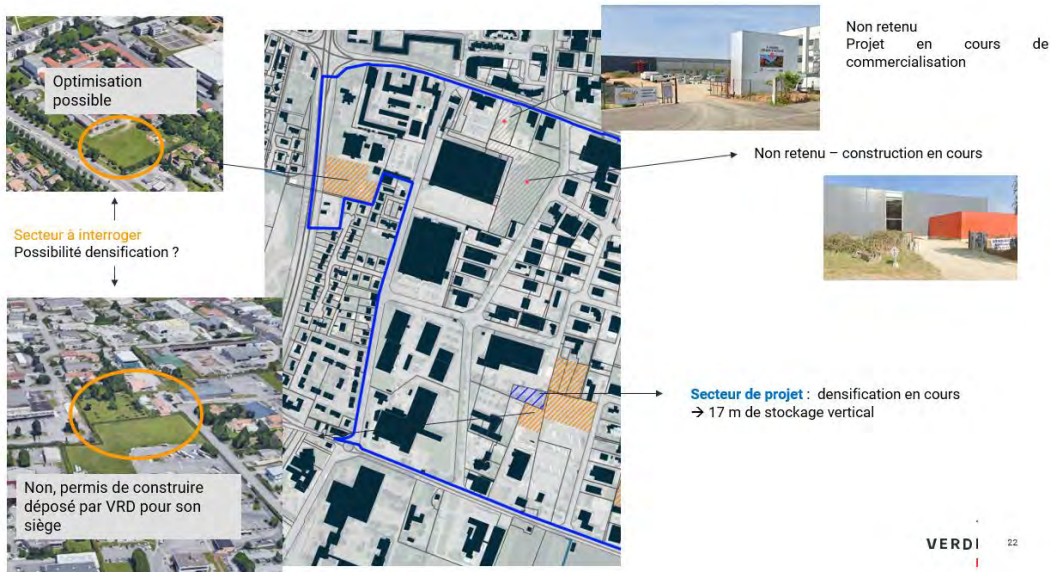 Optimisation
possible
Non retenu
Projet en cours de
commercialisation
Non retenu – construction en cours
Secteur à interroger
Possibilité densification ?
Secteur de projet : densification en cours
→ 17 m de stockage vertical
Non, permis de construire
déposé par VRD pour son
siège
VERDI
22